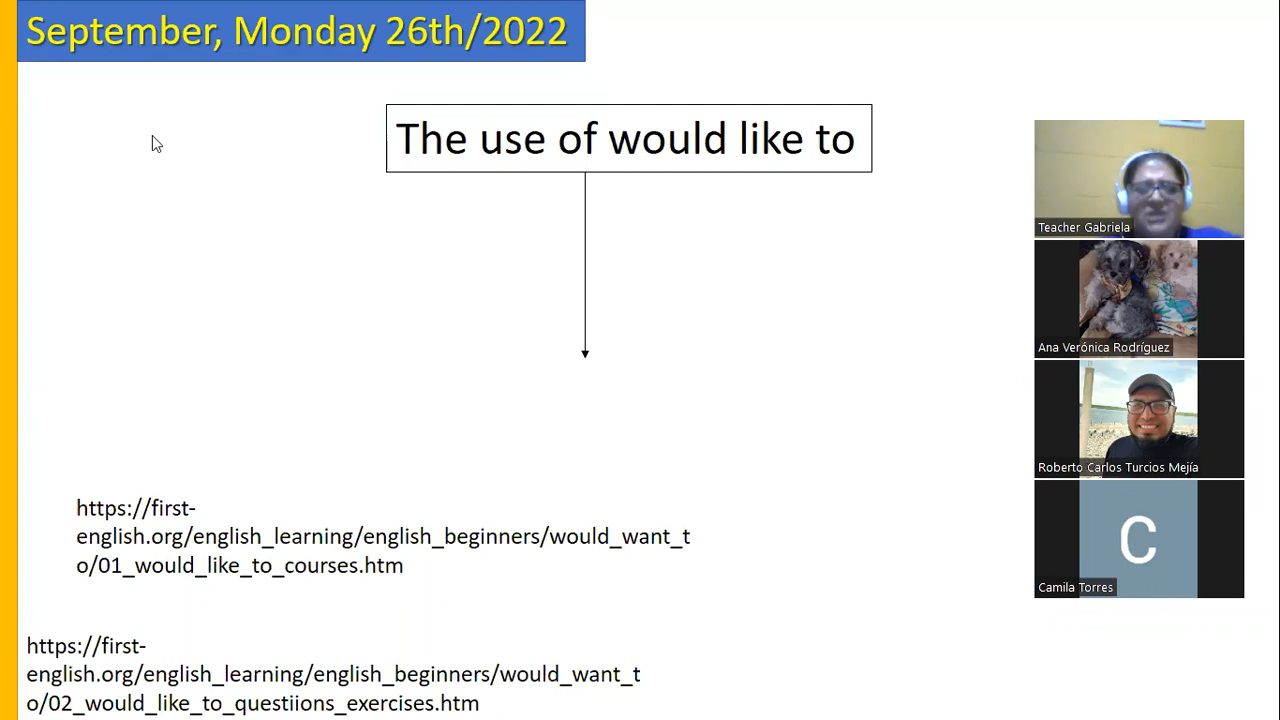 September, Monday 26th/2022
The use of would like to
Teacher Gabriela
Ana Verónica Rodríguez
Roberto Carlos Turcios Mejía
C
Camila Torres
https://first-
english.org/english_learning/english_beginners/would_want_t
o/01_would_like_to_courses.htm
https://first-
english.org/english_learning/english_beginners/would_want_t
o/02_would_like_to_questiions_exercises.htm